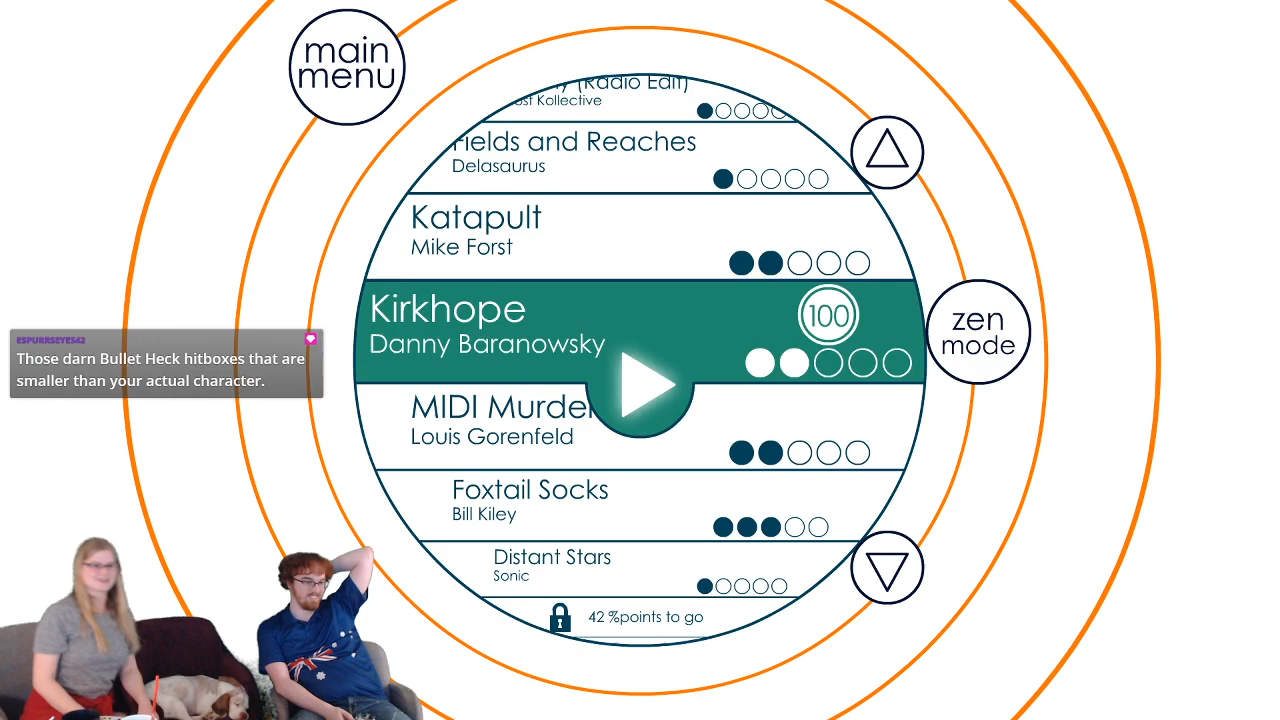 main
menu
(Radio Edit)
Kollective
Fields and Reaches
Delasaurus
Katapult
Mike Forst
Kirkhope
Danny Baranowsky
100
zen
mode
ESPURRSEYES42
Those darn Bullet Heck hitboxes that are
smaller than your actual character.
MIDI Murder
Louis Gorenfeld
Foxtail Socks
Bill Kiley
Distant Stars
Sonic
42 %points to go